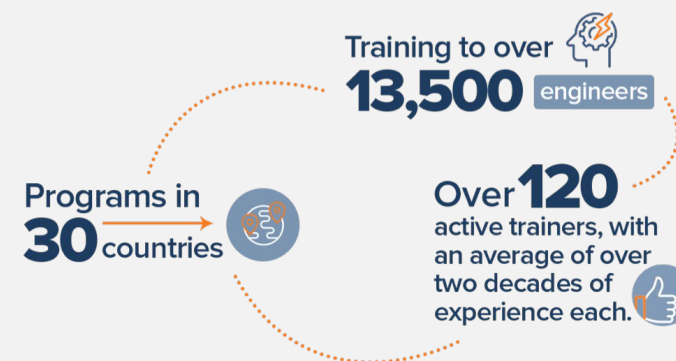 Training to over
13,500 engineers
Programs in
30 countries
Over 120
active trainers, with
an average of over
two decades of
experience each.